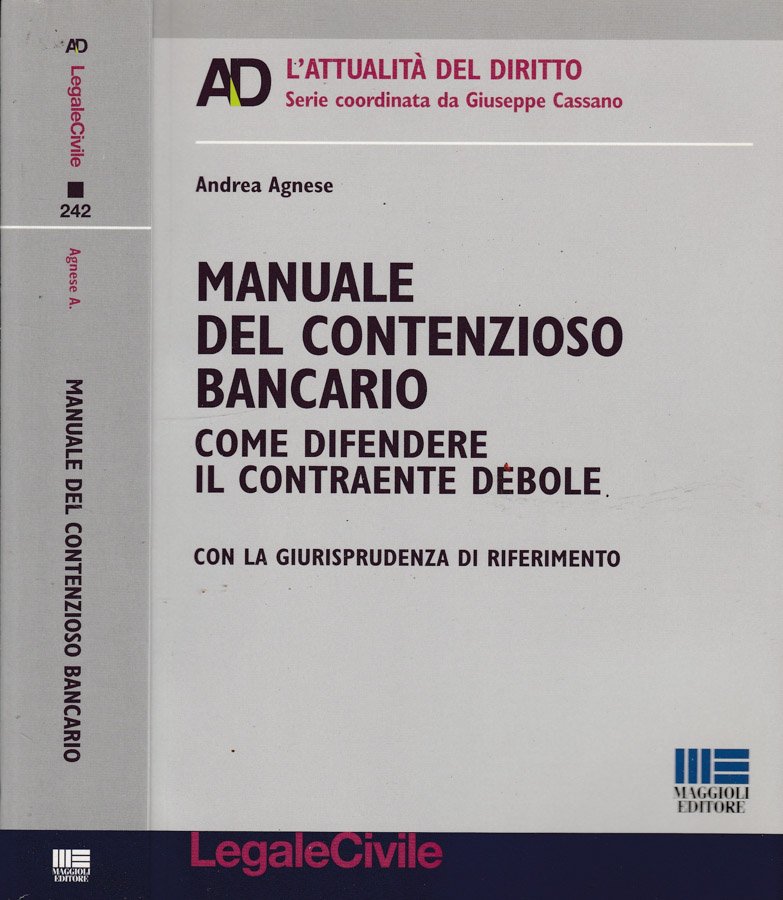 AD
LegaleCivile
242
Agnese A.
MANUALE DEL CONTENZIOSO BANCARIO
MAGGIOLI
EDITORE
AD
L'ATTUALITÀ DEL DIRITTO
Serie coordinata da Giuseppe Cassano
Andrea Agnese
MANUALE
DEL CONTENZIOSO
BANCARIO
COME DIFENDERE
IL CONTRAENTE DEBOLE
CON LA GIURISPRUDENZA DI RIFERIMENTO
MAGGIOLI
EDITORE
LegaleCivile